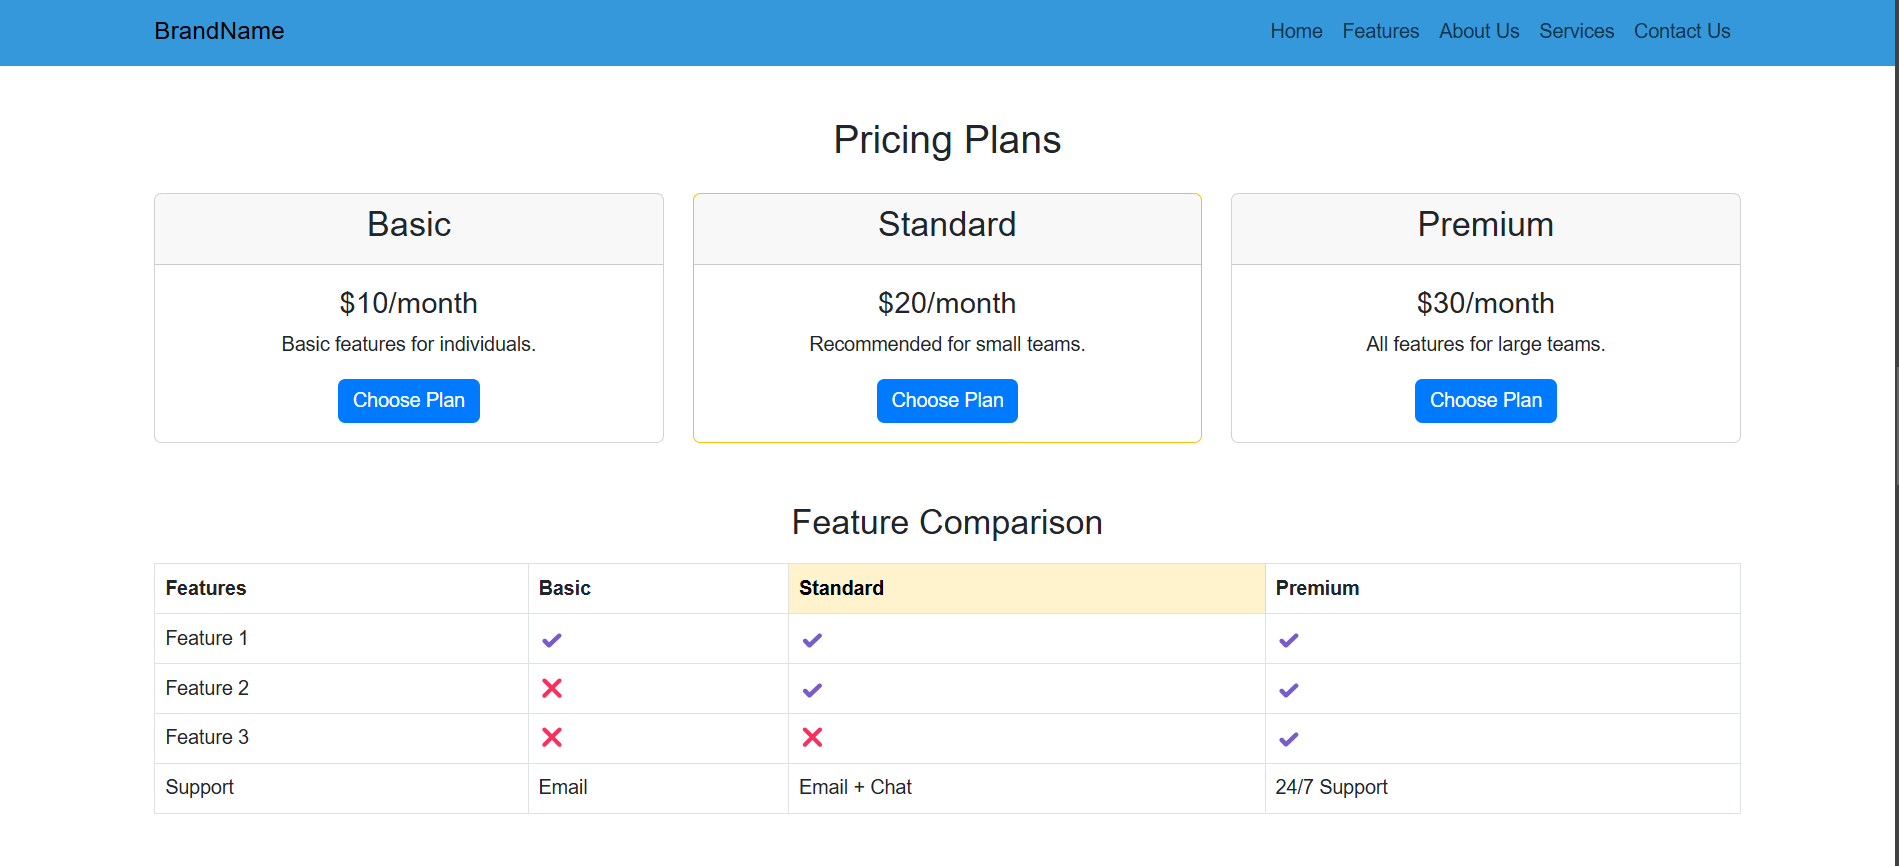 BrandName Home Features About Us Services Contact Us
Pricing Plans
Basic Standard Premium
$10/month $20/month $30/month
Basic features for individuals. Recommended for small teams. All features for large teams.
Choose Plan Choose Plan Choose Plan
Feature Comparison
Features Basic Standard Premium
Feature 1
Feature 2
Feature 3
Support Email Email + Chat 24/7 Support